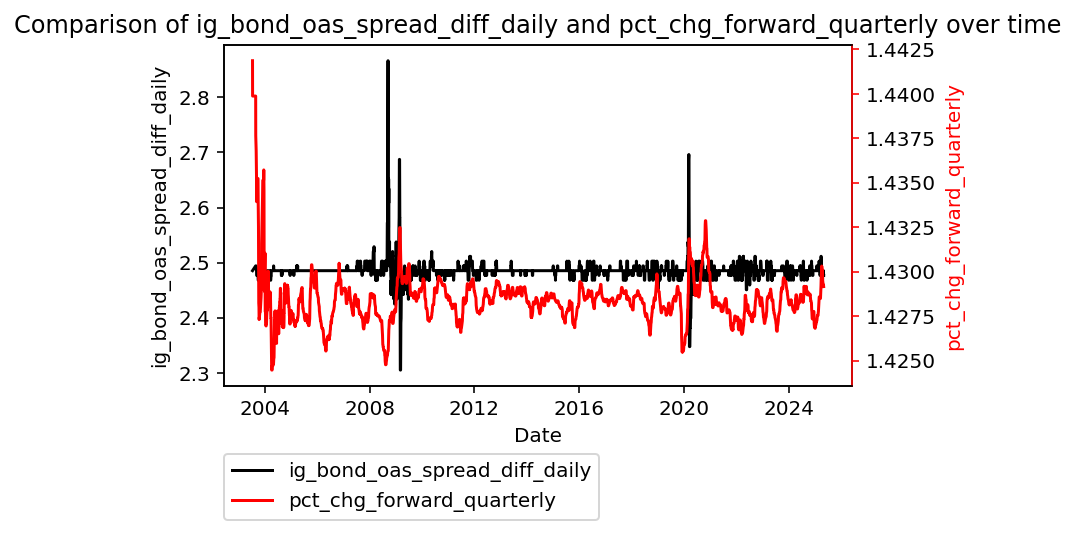 Comparison of ig_bond_oas_spread_diff_daily and pct_chg_forward_quarterly over time
ig_bond_oas_spread_diff_daily
2.8
2.7
2.6
2.5
2.4
2.3
1.4425
1.4400
1.4375
1.4350
1.4325
1.4300
1.4275
1.4250
pct_chg_forward_quarterly
2004 2008 2012 2016 2020 2024
Date
ig_bond_oas_spread_diff_daily
pct_chg_forward_quarterly